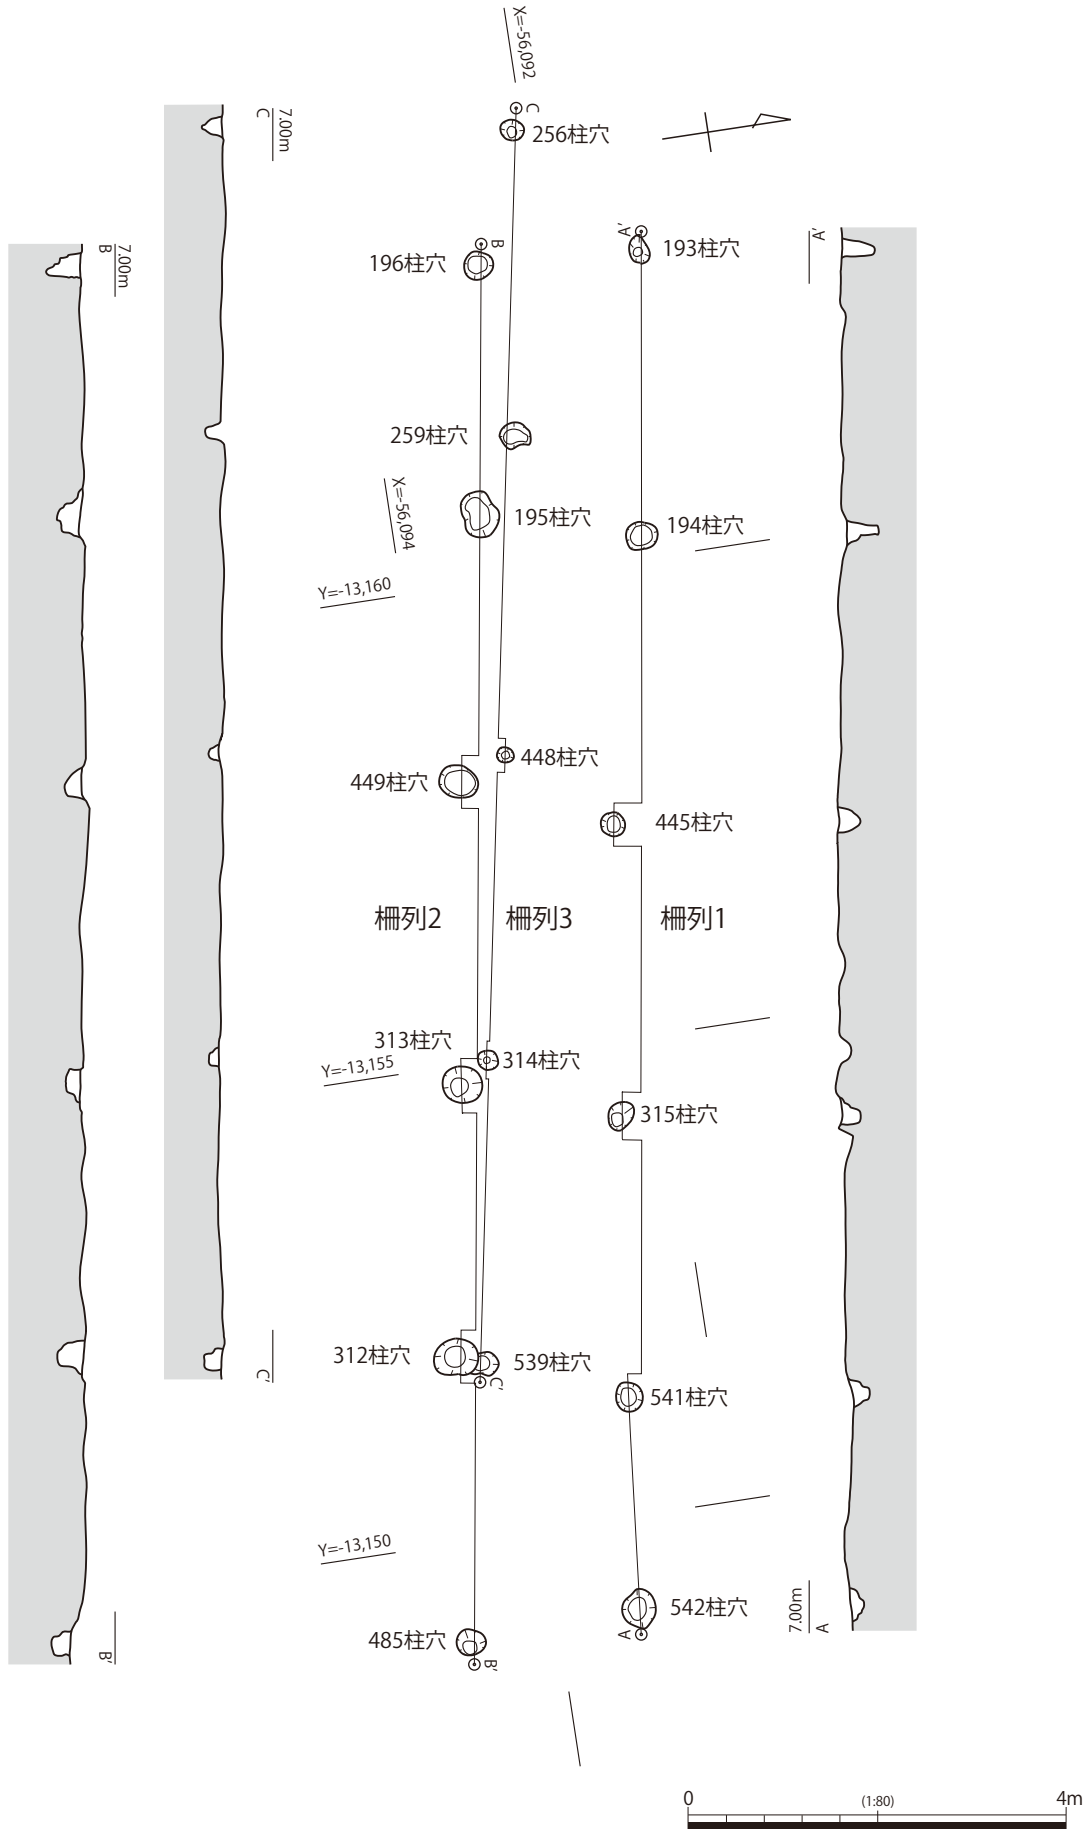 X=-56,092
C
7.00m
C
256柱穴
B
7.00m
B
196柱穴
A'
193柱穴
A'
259柱穴
X=-56,094
195柱穴
194柱穴
Y=-13,160
449柱穴
448柱穴
445柱穴
柵列2
柵列3
柵列1
313柱穴
314柱穴
Y=-13,155
315柱穴
312柱穴
539柱穴
C'
C'
541柱穴
Y=-13,150
542柱穴
7.00m
A
A
485柱穴
B'
B'
0
(1:80)
4m